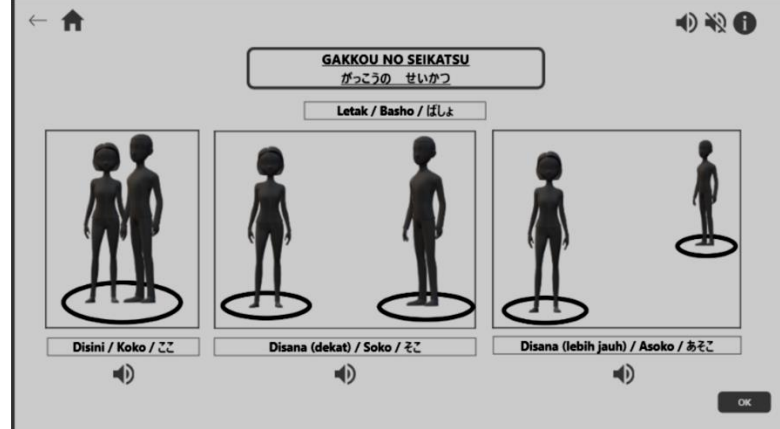 GAKKOU NO SEIKATSU
がっこうの　せいかつ
Letak / Basho / ばしょ
Disini / Koko / ここ
Disana (dekat) / Soko / そこ
Disana (lebih jauh) / Asoko / あそこ
OK